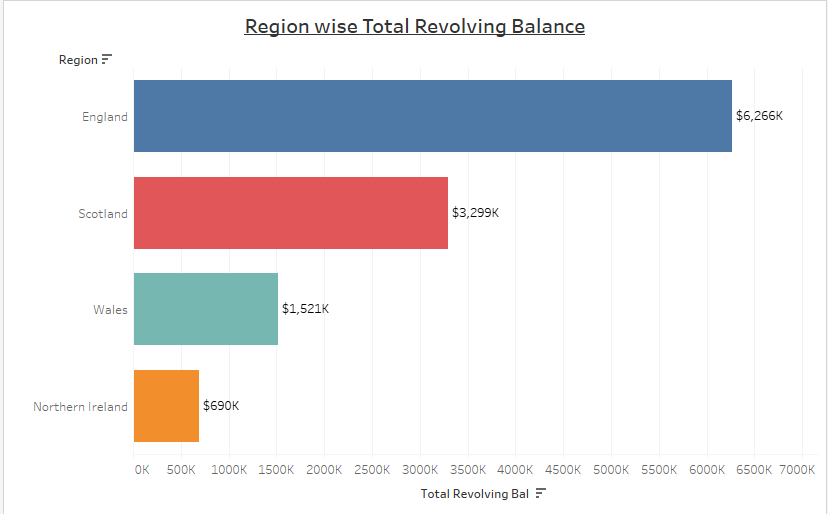 Region wise Total Revolving Balance
Region
England
$6,266K
Scotland
$3,299K
Wales
$1,521K
Northern Ireland
$690K
0K 500K 1000K 1500K 2000K 2500K 3000K 3500K 4000K 4500K 5000K 5500K 6000K 6500K 7000K
Total Revolving Bal